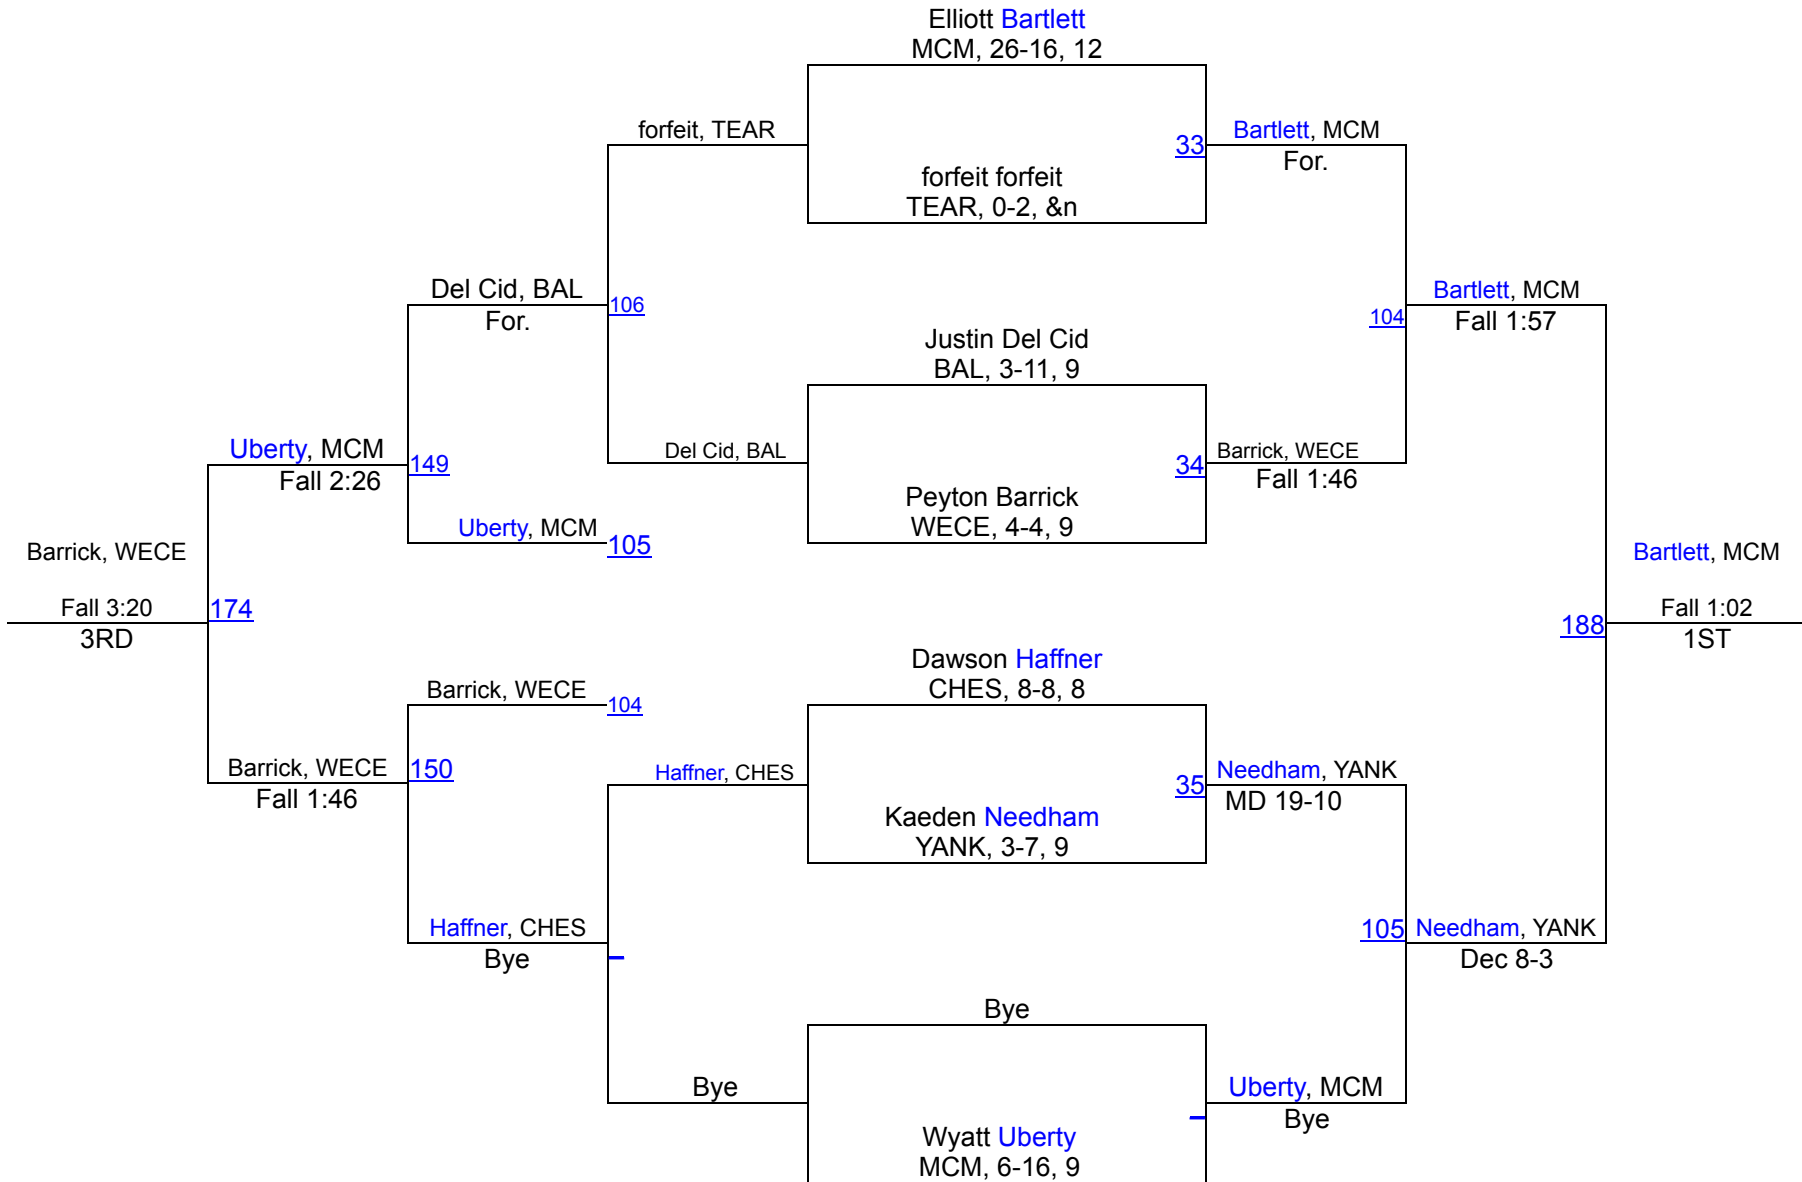 Elliott Bartlett
MCM, 26-16, 12
forfeit, TEAR
33
Bartlett, MCM
For.
forfeit forfeit
TEAR, 0-2, &n
Del Cid, BAL
For.
106
Bartlett, MCM
Fall 1:57
104
Justin Del Cid
BAL, 3-11, 9
Uberty, MCM
Fall 2:26
149
Del Cid, BAL
34
Barrick, WECE
Fall 1:46
Peyton Barrick
WECE, 4-4, 9
Uberty, MCM
105
Barrick, WECE
Fall 3:20
3RD
174
Bartlett, MCM
Fall 1:02
1ST
188
Dawson Haffner
CHES, 8-8, 8
Barrick, WECE
104
Barrick, WECE
Fall 1:46
150
Haffner, CHES
35
Needham, YANK
MD 19-10
Kaeden Needham
YANK, 3-7, 9
Haffner, CHES
Bye
105
Needham, YANK
Dec 8-3
Bye
Bye
Uberty, MCM
Bye
Wyatt Uberty
MCM, 6-16, 9